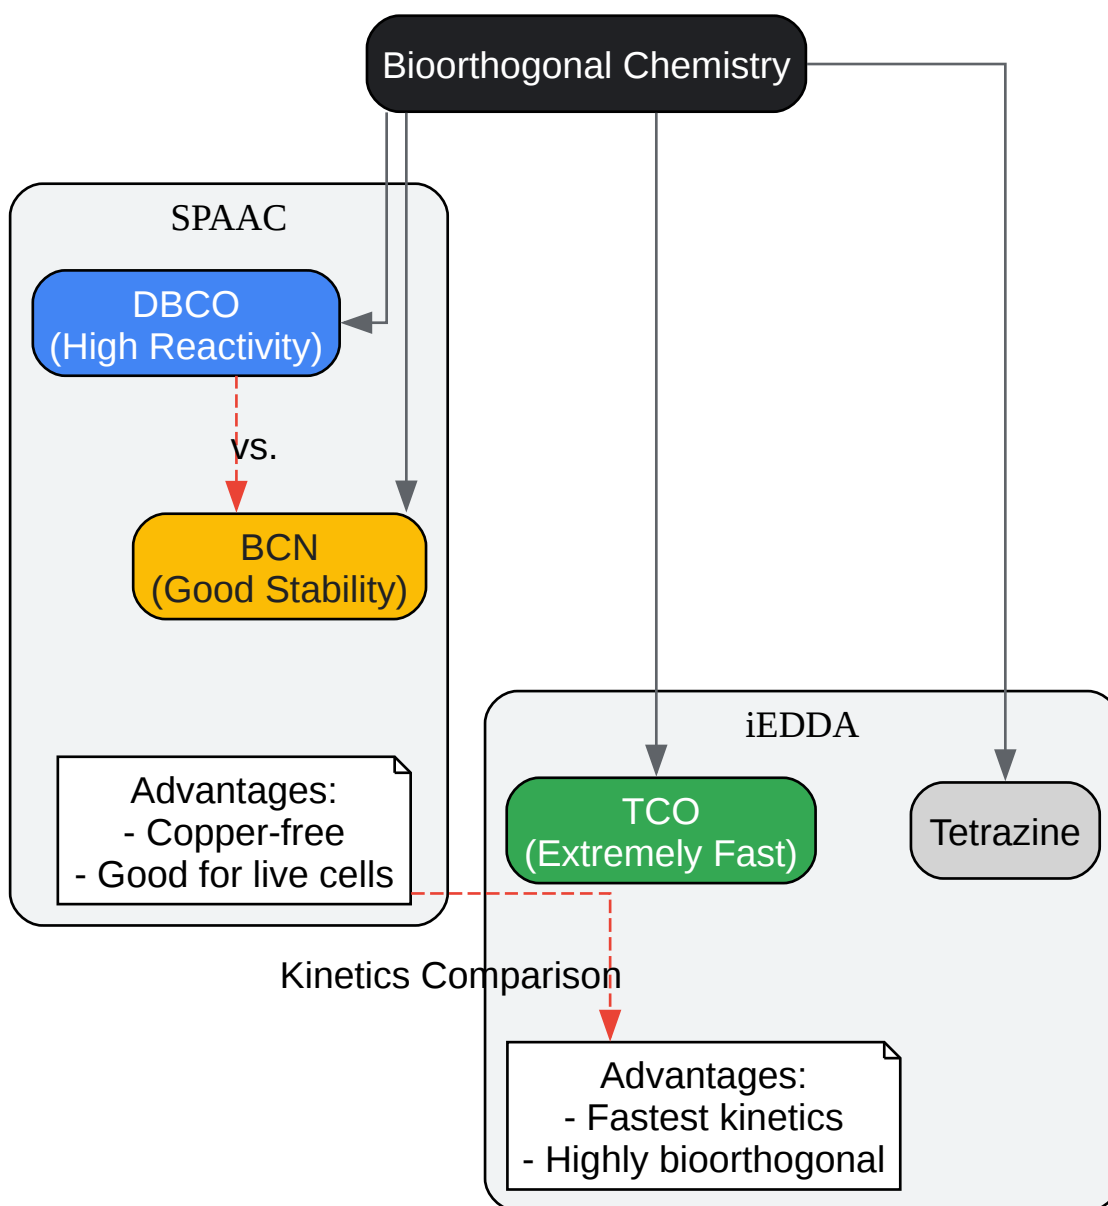 Bioorthogonal Chemistry
SPAAC
DBCO
(High Reactivity)
vs.
BCN
(Good Stability)
Advantages:
- Copper-free
- Good for live cells
iEDDA
TCO
(Extremely Fast)
Tetrazine
Kinetics Comparison
Advantages:
- Fastest kinetics
- Highly bioorthogonal